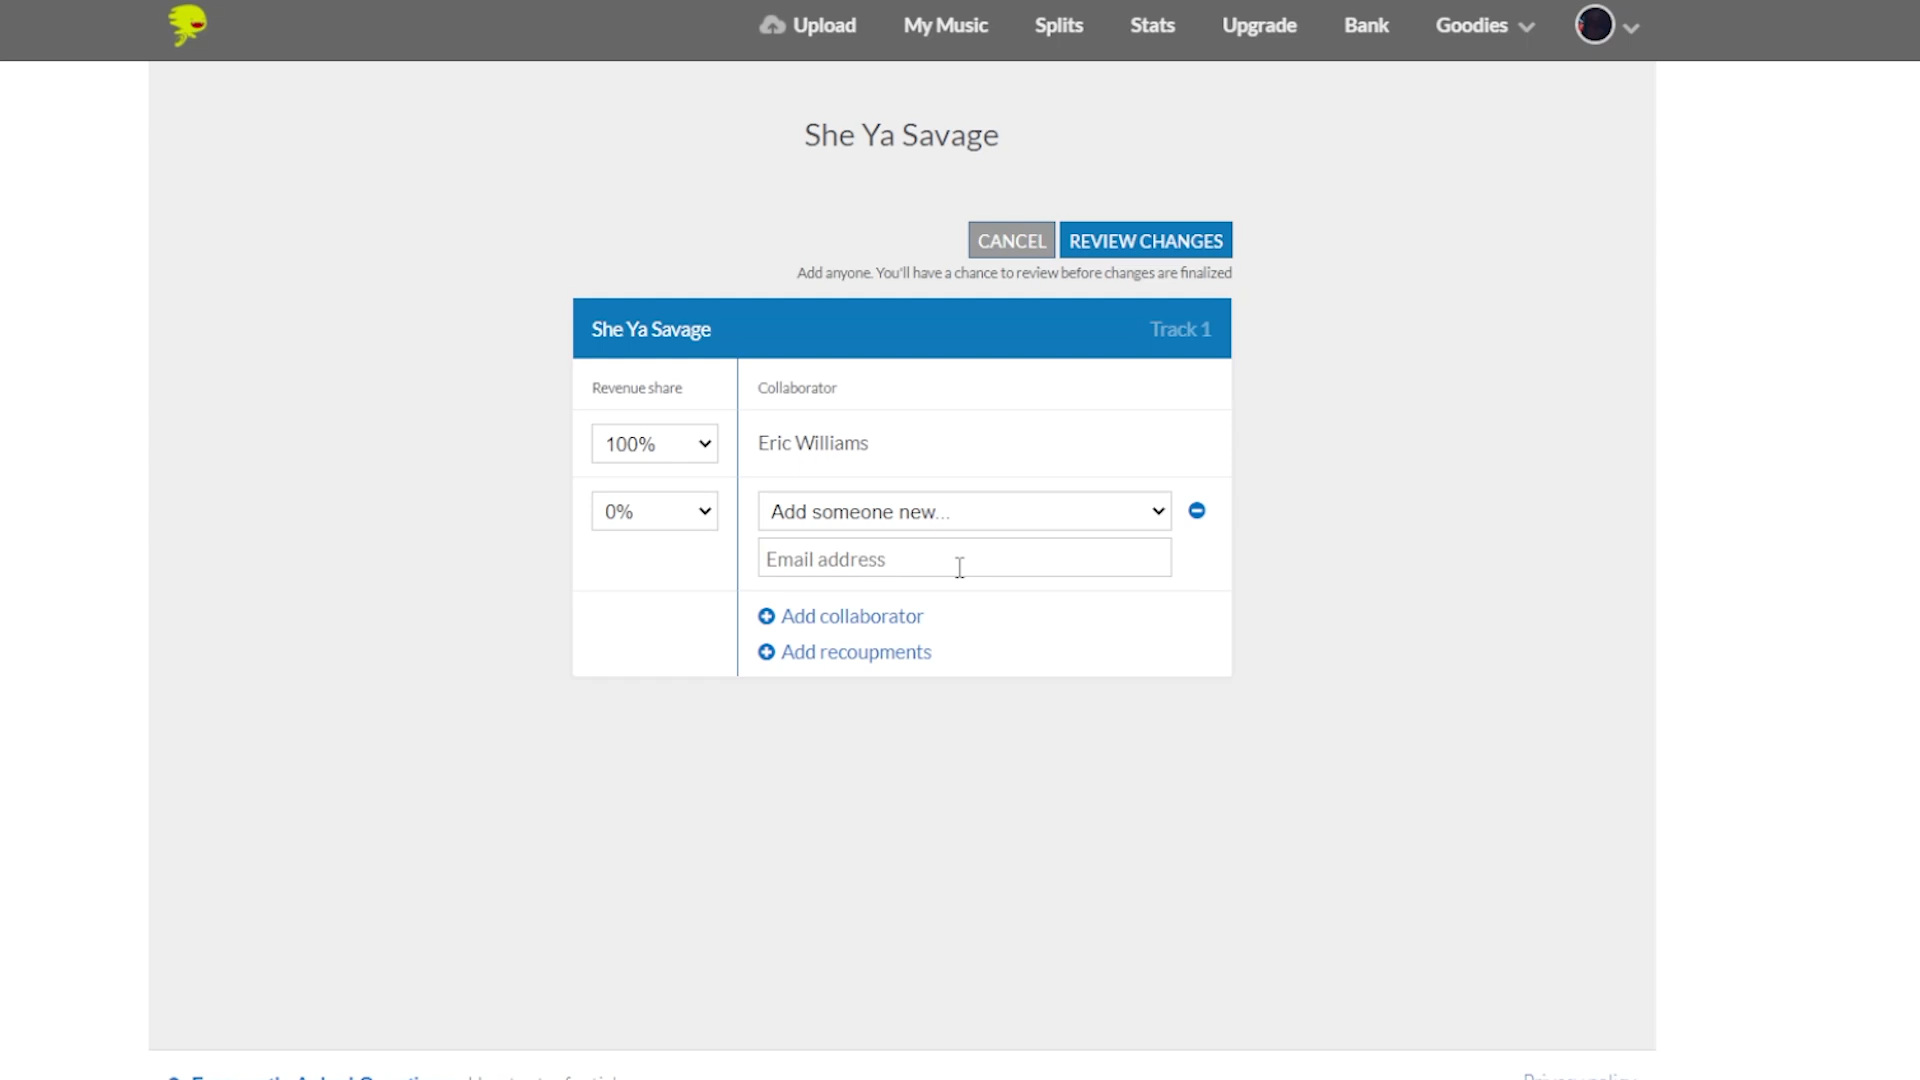 Upload My Music Splits Stats Upgrade Bank Goodies
She Ya Savage
CANCEL REVIEW CHANGES
Add anyone. You'll have a chance to review before changes are finalized
She Ya Savage Track 1
Revenue share Collaborator
100% Eric Williams
0% Add someone new...
Email address
Add collaborator
Add recoupments
Privacy policy